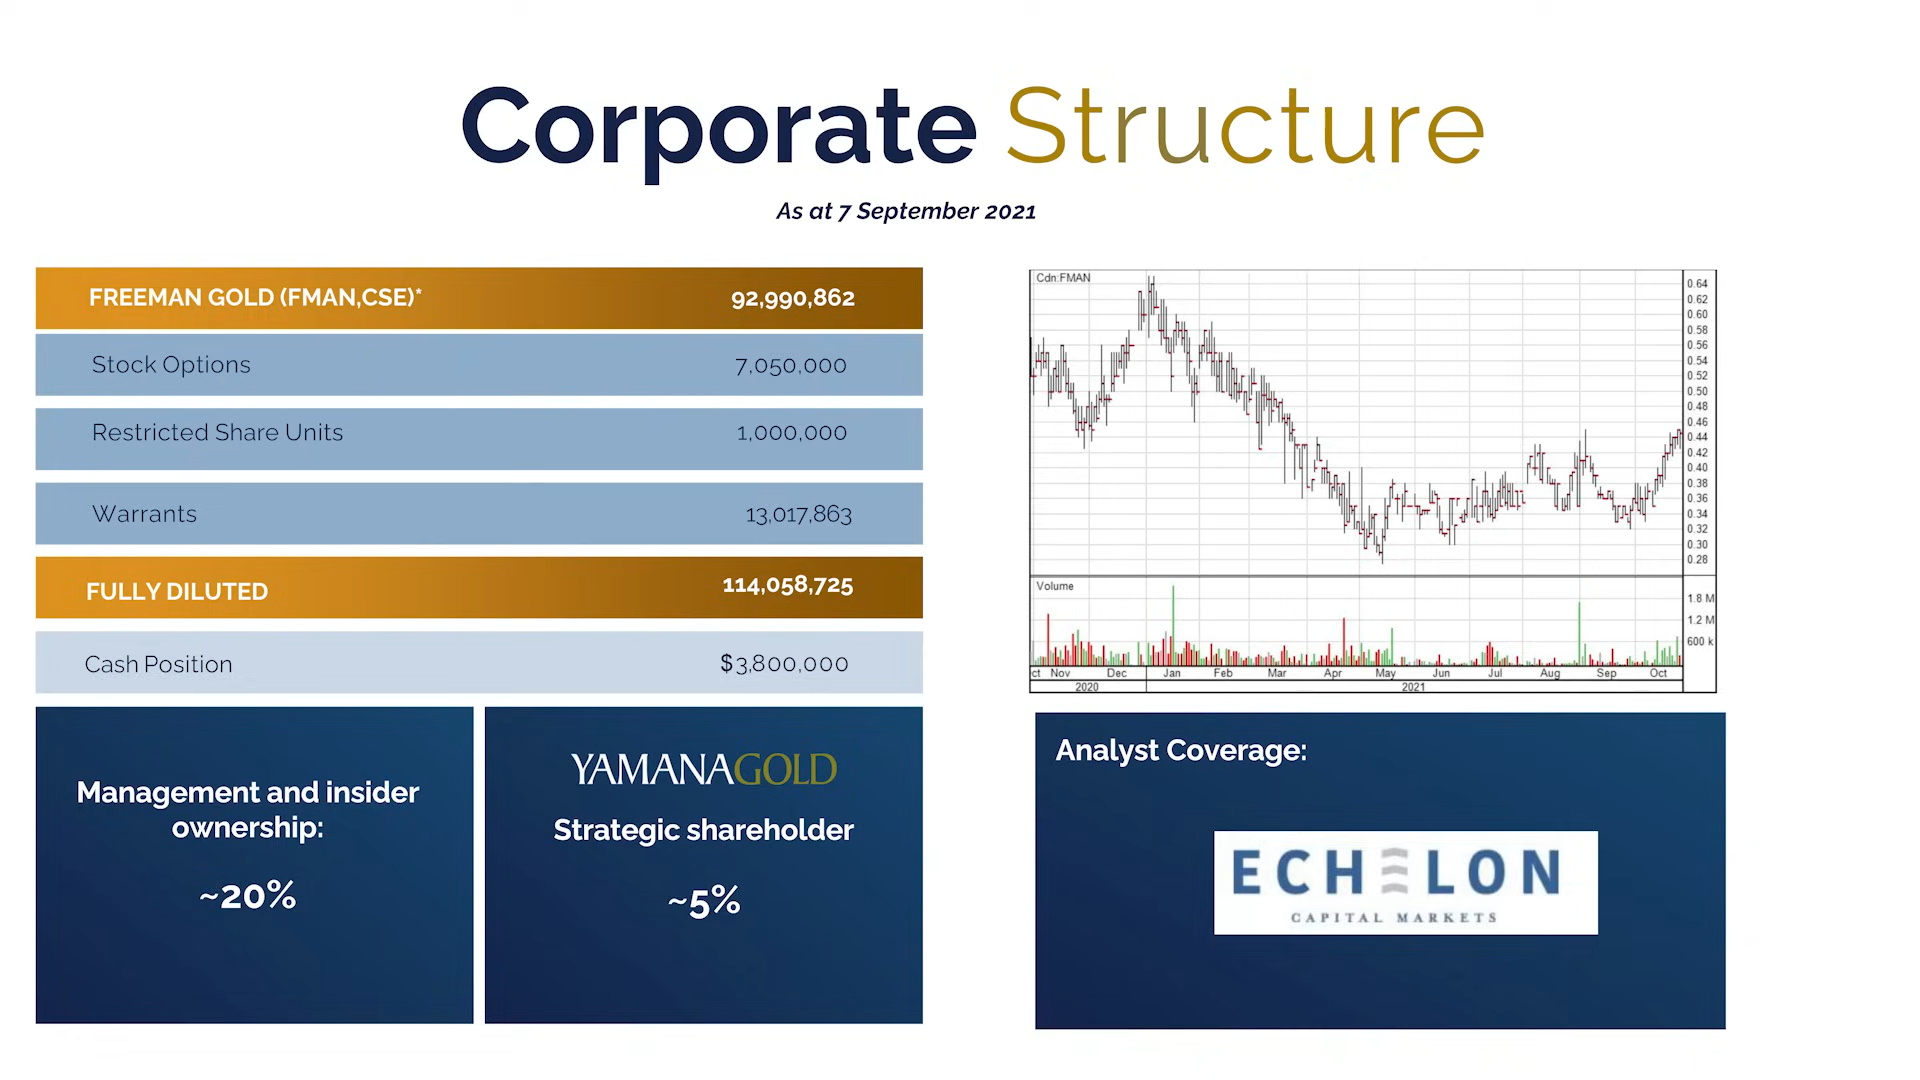 Corporate Structure
As at 7 September 2021
FREEMAN GOLD (FMAN,CSE)* 92,990,862
Stock Options 7,050,000
Restricted Share Units 1,000,000
Warrants 13,017,863
FULLY DILUTED 114,058,725
Cash Position $3,800,000
Management and insider
ownership:
~20%
YAMANAGOLD
Strategic shareholder
~5%
Cdn:FMAN
0.64
0.62
0.60
0.58
0.56
0.54
0.52
0.50
0.48
0.46
0.44
0.42
0.40
0.38
0.36
0.34
0.32
0.30
0.28
Volume
1.8 M
1.2 M
600 k
ct Nov Dec Jan Feb Mar Apr May Jun Jul Aug Sep Oct
2020 2021
Analyst Coverage:
ECHELON
CAPITAL MARKETS